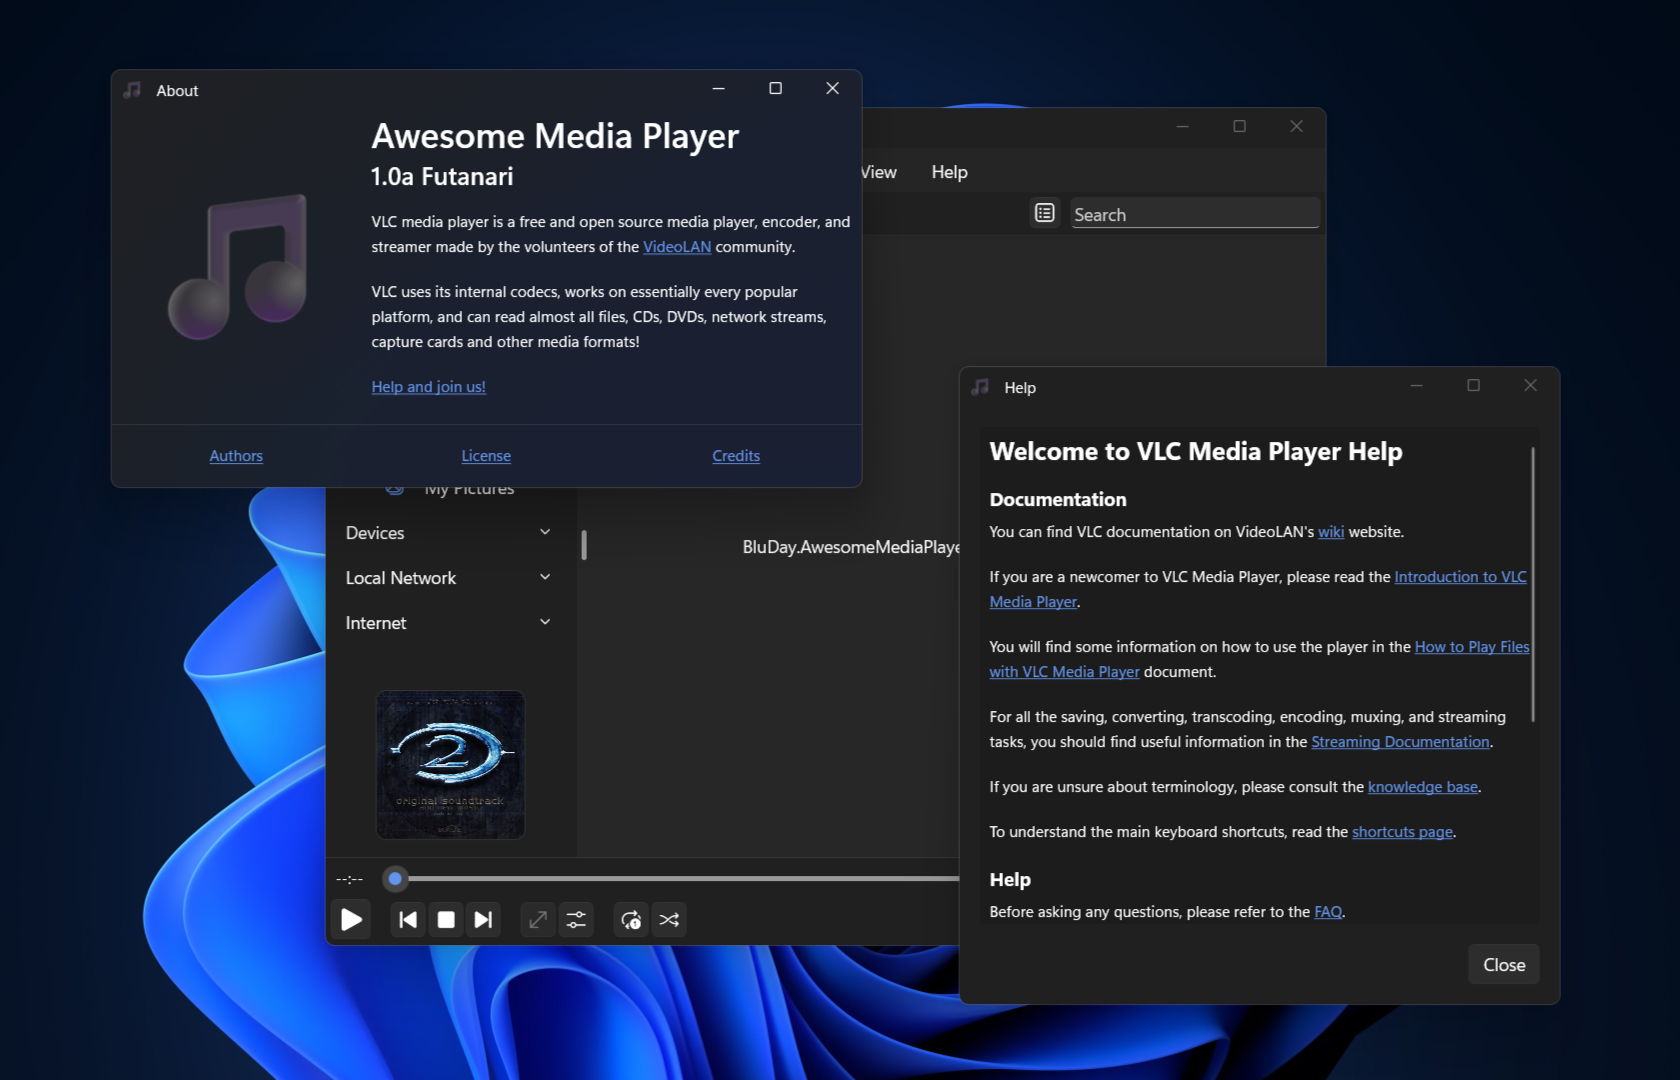 About
Awesome Media Player
1.0a Futanari
VLC media player is a free and open source media player, encoder, and
streamer made by the volunteers of the VideoLAN community.
VLC uses its internal codecs, works on essentially every popular
platform, and can read almost all files, CDs, DVDs, network streams,
capture cards and other media formats!
Help and join us!
Authors
License
Credits
View
Help
Search
My Pictures
Devices
Local Network
Internet
BluDay.AwesomeMediaPlaye
2
original soundtrack
--:--
1
Help
Welcome to VLC Media Player Help
Documentation
You can find VLC documentation on VideoLAN's wiki website.
If you are a newcomer to VLC Media Player, please read the Introduction to VLC
Media Player.
You will find some information on how to use the player in the How to Play Files
with VLC Media Player document.
For all the saving, converting, transcoding, encoding, muxing, and streaming
tasks, you should find useful information in the Streaming Documentation.
If you are unsure about terminology, please consult the knowledge base.
To understand the main keyboard shortcuts, read the shortcuts page.
Help
Before asking any questions, please refer to the FAQ.
Close